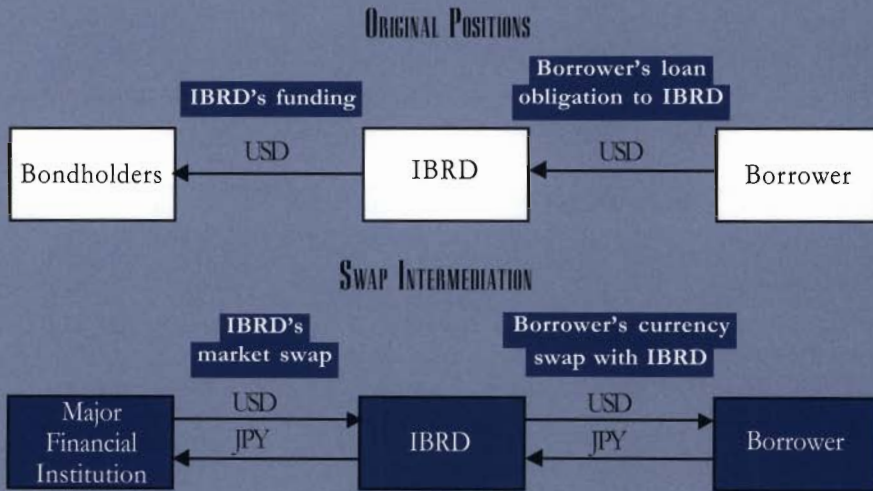 ORIGINAL POSITIONS
IBRD's funding
Borrower's loan
obligation to IBRD
Bondholders
USD
IBRD
USD
Borrower
SWAP INTERMEDIATION
IBRD's
market swap
Borrower's currency
swap with IBRD
Major
Financial
Institution
USD
JPY
IBRD
USD
JPY
Borrower